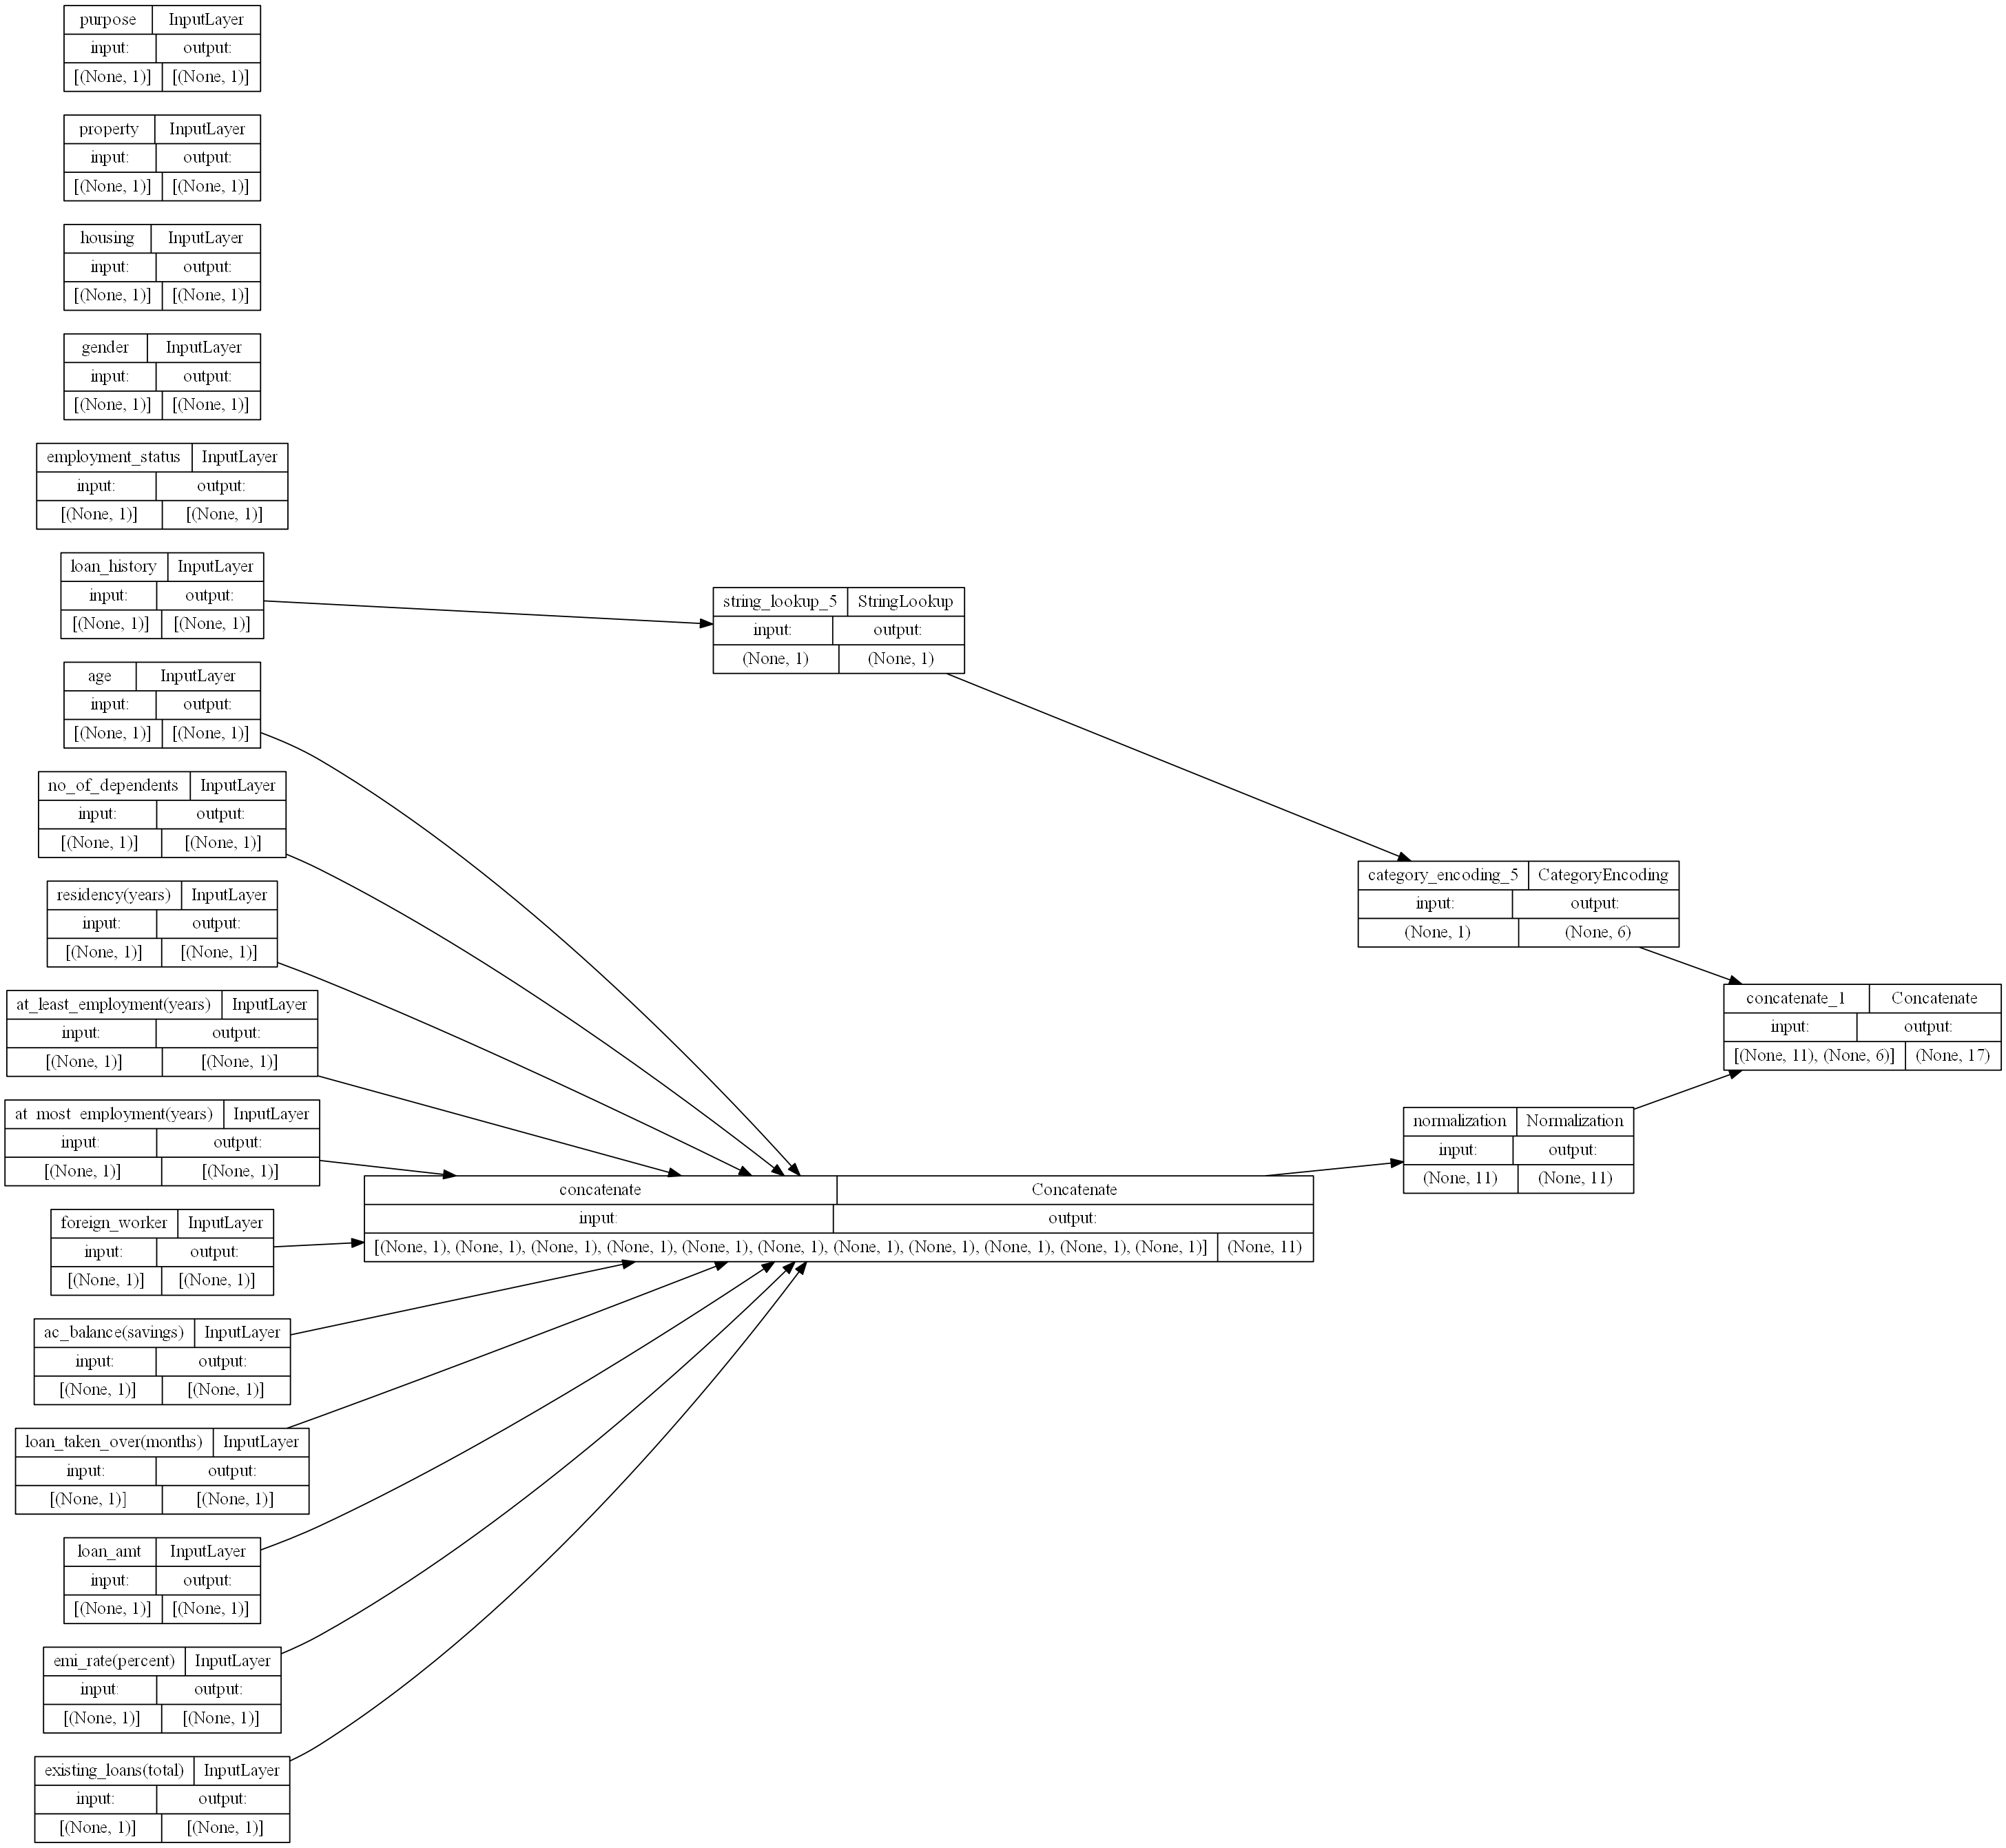 purpose InputLayer
input: output:
[(None, 1)] [(None, 1)]
property InputLayer
input: output:
[(None, 1)] [(None, 1)]
housing InputLayer
input: output:
[(None, 1)] [(None, 1)]
gender InputLayer
input: output:
[(None, 1)] [(None, 1)]
employment_status InputLayer
input: output:
[(None, 1)] [(None, 1)]
loan_history InputLayer
input: output:
[(None, 1)] [(None, 1)]
string_lookup_5 StringLookup
input: output:
(None, 1) (None, 1)
age InputLayer
input: output:
[(None, 1)] [(None, 1)]
no_of_dependents InputLayer
input: output:
[(None, 1)] [(None, 1)]
category_encoding_5 CategoryEncoding
input: output:
(None, 1) (None, 6)
residency(years) InputLayer
input: output:
[(None, 1)] [(None, 1)]
at_least_employment(years) InputLayer
input: output:
[(None, 1)] [(None, 1)]
concatenate_1 Concatenate
input: output:
[(None, 11), (None, 6)] (None, 17)
at_most_employment(years) InputLayer
input: output:
[(None, 1)] [(None, 1)]
normalization Normalization
input: output:
(None, 11) (None, 11)
concatenate Concatenate
input: output:
[(None, 1), (None, 1), (None, 1), (None, 1), (None, 1), (None, 1), (None, 1), (None, 1), (None, 1), (None, 1), (None, 1)] (None, 11)
foreign_worker InputLayer
input: output:
[(None, 1)] [(None, 1)]
ac_balance(savings) InputLayer
input: output:
[(None, 1)] [(None, 1)]
loan_taken_over(months) InputLayer
input: output:
[(None, 1)] [(None, 1)]
loan_amt InputLayer
input: output:
[(None, 1)] [(None, 1)]
emi_rate(percent) InputLayer
input: output:
[(None, 1)] [(None, 1)]
existing_loans(total) InputLayer
input: output:
[(None, 1)] [(None, 1)]